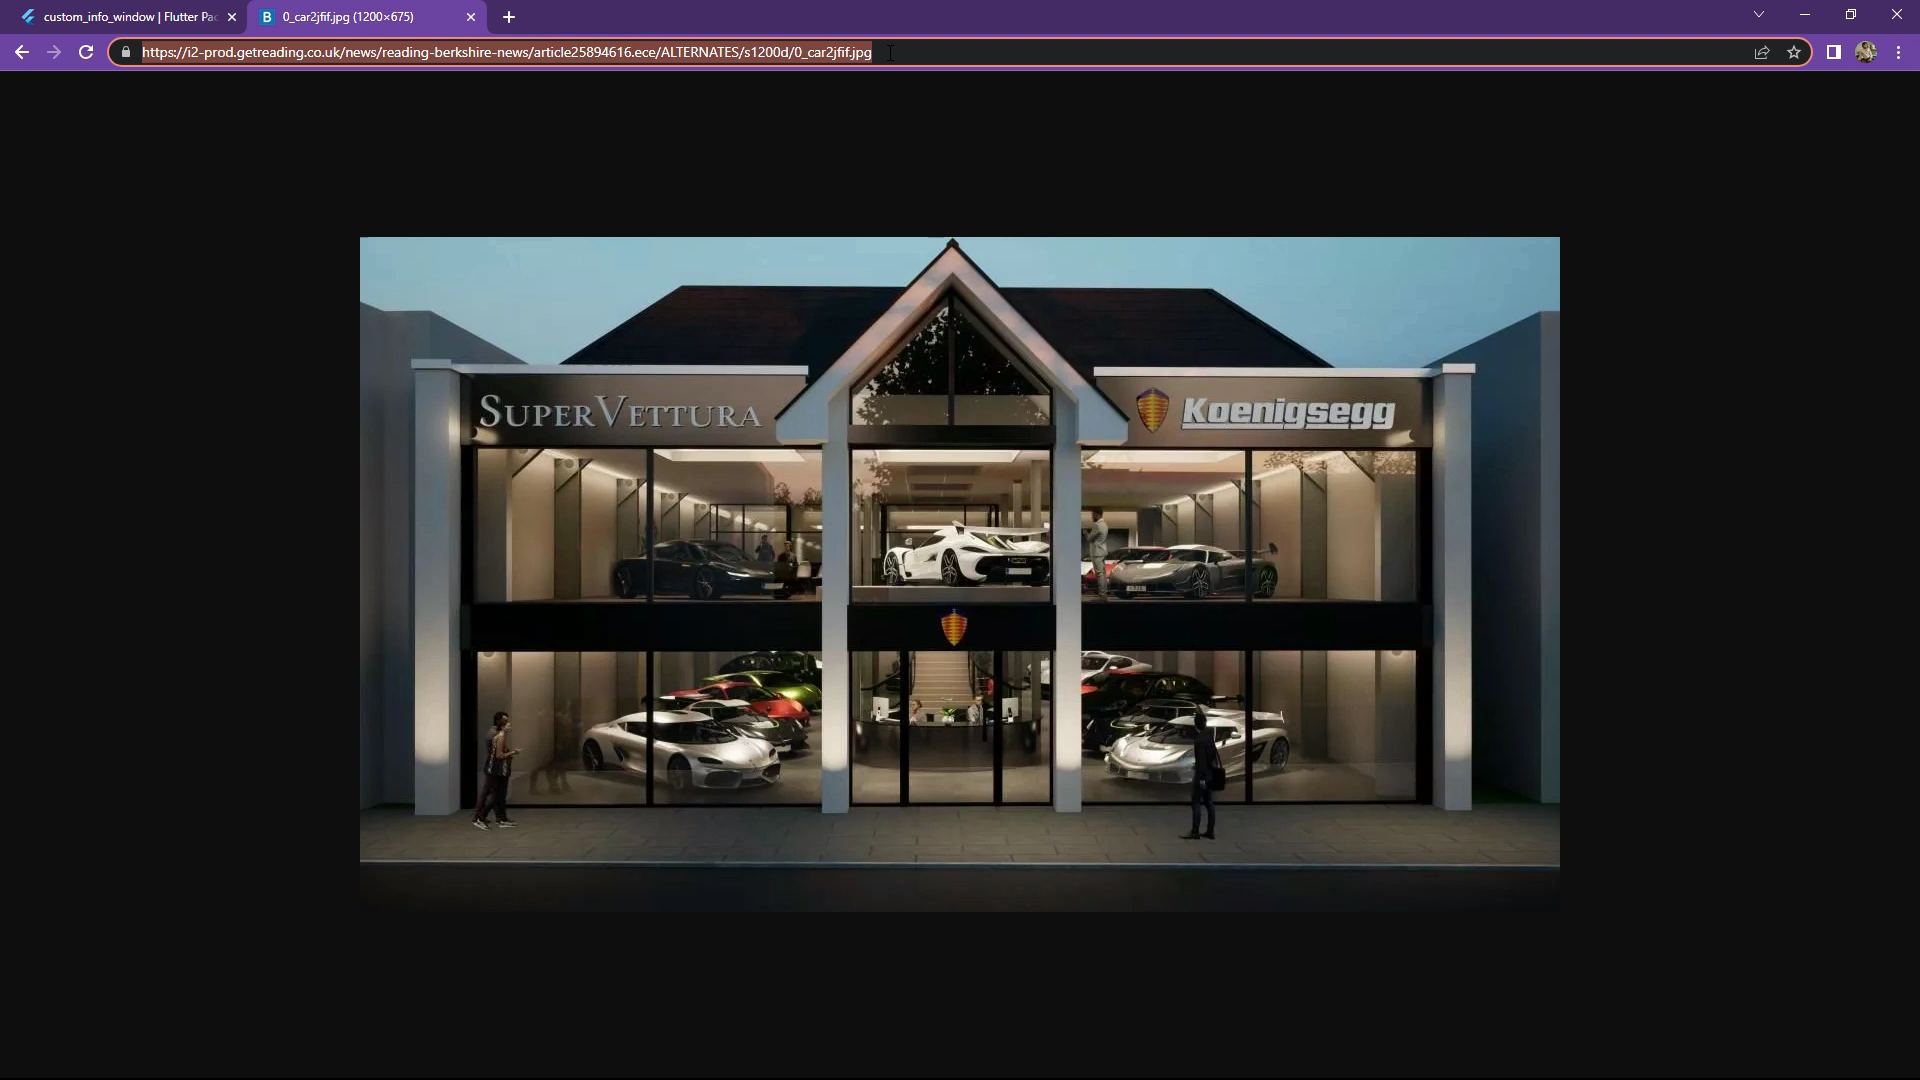 custom_info_window | Flutter Pac
0_car2jfif.jpg (1200×675)
https://i2-prod.getreading.co.uk/news/reading-berkshire-news/article25894616.ece/ALTERNATES/s1200d/0_car2jfif.jpg
SUPERVETTURA
Koenigsegg